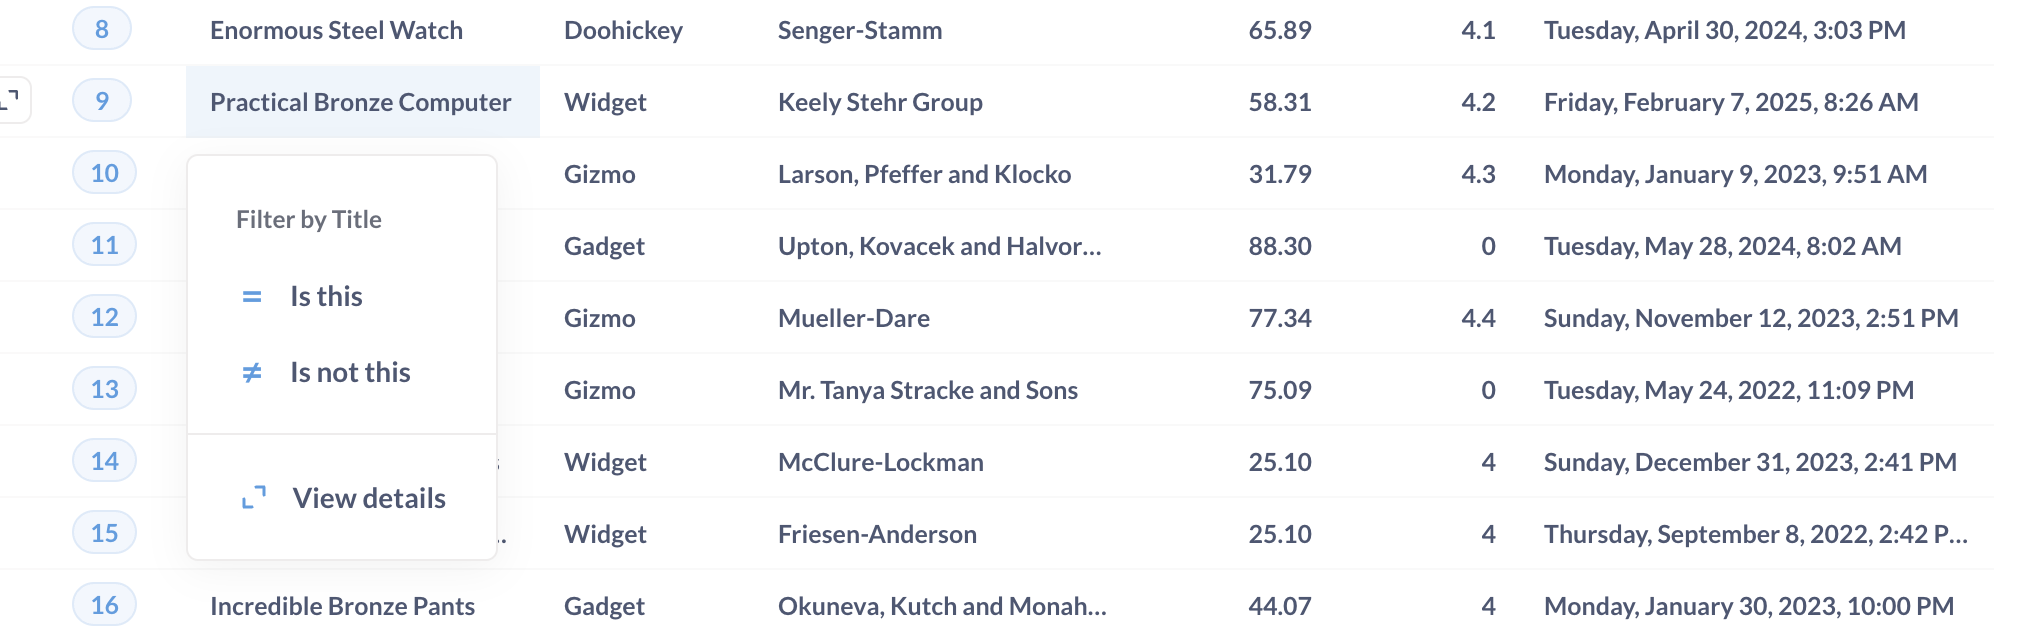 8 Enormous Steel Watch Doohickey Senger-Stamm 65.89 4.1 Tuesday, April 30, 2024, 3:03 PM
9 Practical Bronze Computer Widget Keely Stehr Group 58.31 4.2 Friday, February 7, 2025, 8:26 AM
10 Gizmo Larson, Pfeffer and Klocko 31.79 4.3 Monday, January 9, 2023, 9:51 AM
Filter by Title
11 Gadget Upton, Kovacek and Halvor... 88.30 0 Tuesday, May 28, 2024, 8:02 AM
= Is this
12 Gizmo Mueller-Dare 77.34 4.4 Sunday, November 12, 2023, 2:51 PM
≠ Is not this
13 Gizmo Mr. Tanya Stracke and Sons 75.09 0 Tuesday, May 24, 2022, 11:09 PM
14 Widget McClure-Lockman 25.10 4 Sunday, December 31, 2023, 2:41 PM
View details
15 Widget Friesen-Anderson 25.10 4 Thursday, September 8, 2022, 2:42 P...
16 Incredible Bronze Pants Gadget Okuneva, Kutch and Monah... 44.07 4 Monday, January 30, 2023, 10:00 PM